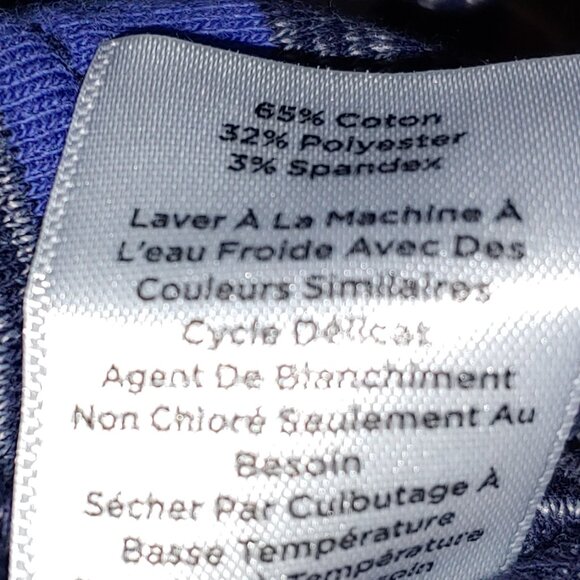 65% Coton
32% Polyester
3% Spandex
Laver À La Machine À
L'eau Froide Avec Des
Couleurs Similaires
Cycle Délicat
Agent De Blanchiment
Non Chloré Seulement Au
Besoin
Sécher Par Culbutage À
Basse Température
À Température